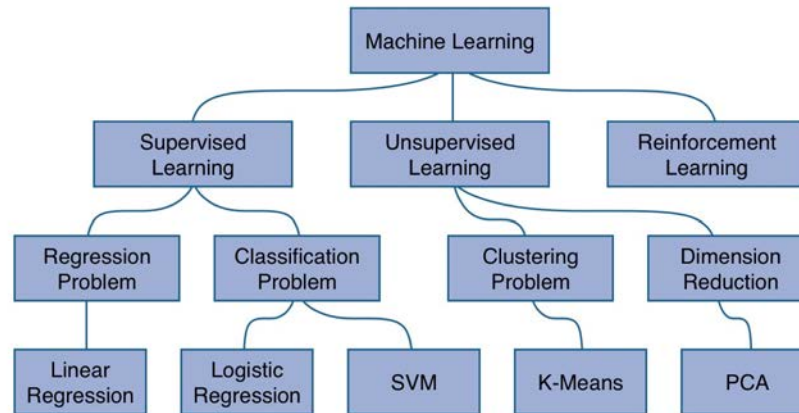 Machine Learning
Supervised
Learning
Unsupervised
Learning
Reinforcement
Learning
Regression
Problem
Classification
Problem
Clustering
Problem
Dimension
Reduction
Linear
Regression
Logistic
Regression
SVM
K-Means
PCA